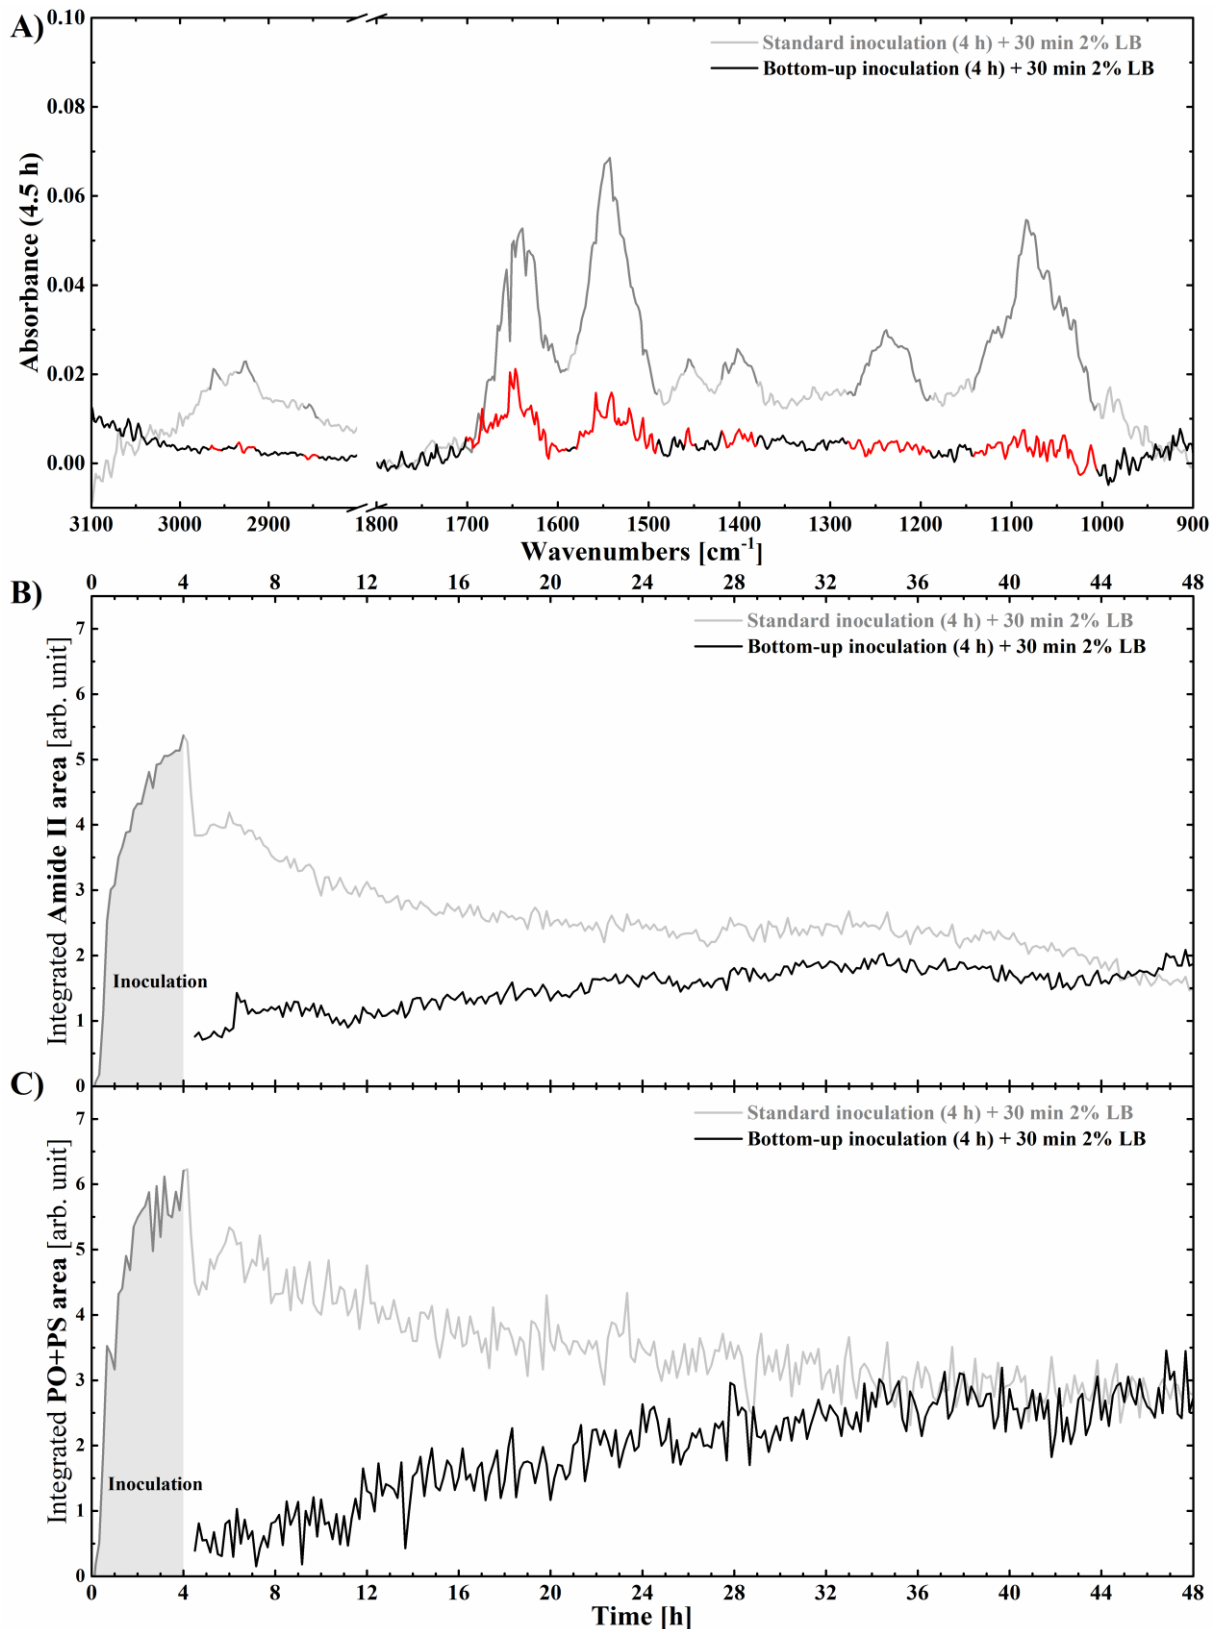 A)
0.10
0.08
0.06
0.04
0.02
0.00
Absorbance (4.5 h)
Standard inoculation (4 h) + 30 min 2% LB
Bottom-up inoculation (4 h) + 30 min 2% LB
3100 3000 2900 1800 1700 1600 1500 1400 1300 1200 1100 1000 900
Wavenumbers [cm⁻¹]
0 4 8 12 16 20 24 28 32 36 40 44 48
B)
7
6
5
4
3
2
1
0
Integrated Amide II area [arb. unit]
Standard inoculation (4 h) + 30 min 2% LB
Bottom-up inoculation (4 h) + 30 min 2% LB
Inoculation
C)
7
6
5
4
3
2
1
0
Integrated PO+PS area [arb. unit]
Standard inoculation (4 h) + 30 min 2% LB
Bottom-up inoculation (4 h) + 30 min 2% LB
Inoculation
0 4 8 12 16 20 24 28 32 36 40 44 48
Time [h]